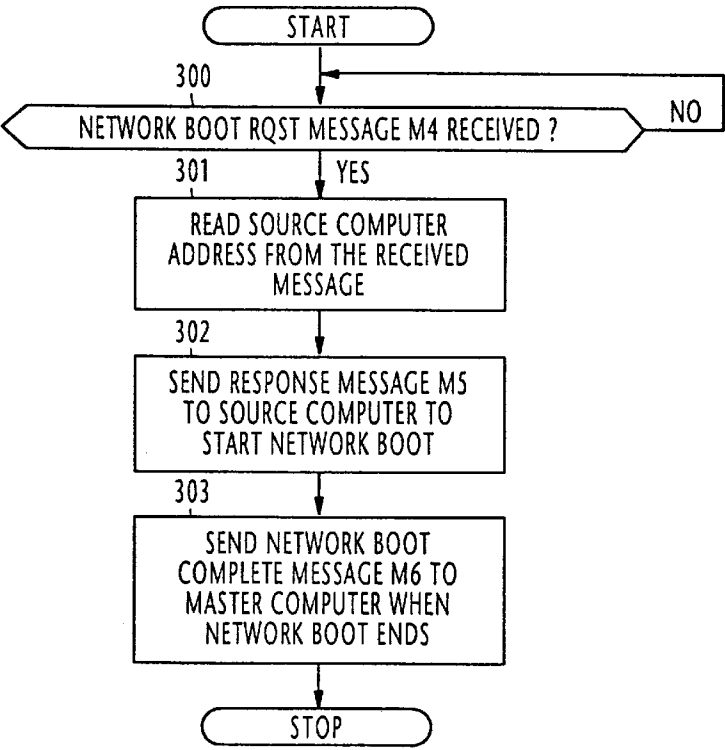 START
300
NETWORK BOOT RQST MESSAGE M4 RECEIVED ?
NO
YES
301
READ SOURCE COMPUTER
ADDRESS FROM THE RECEIVED
MESSAGE
302
SEND RESPONSE MESSAGE M5
TO SOURCE COMPUTER TO
START NETWORK BOOT
303
SEND NETWORK BOOT
COMPLETE MESSAGE M6 TO
MASTER COMPUTER WHEN
NETWORK BOOT ENDS
STOP